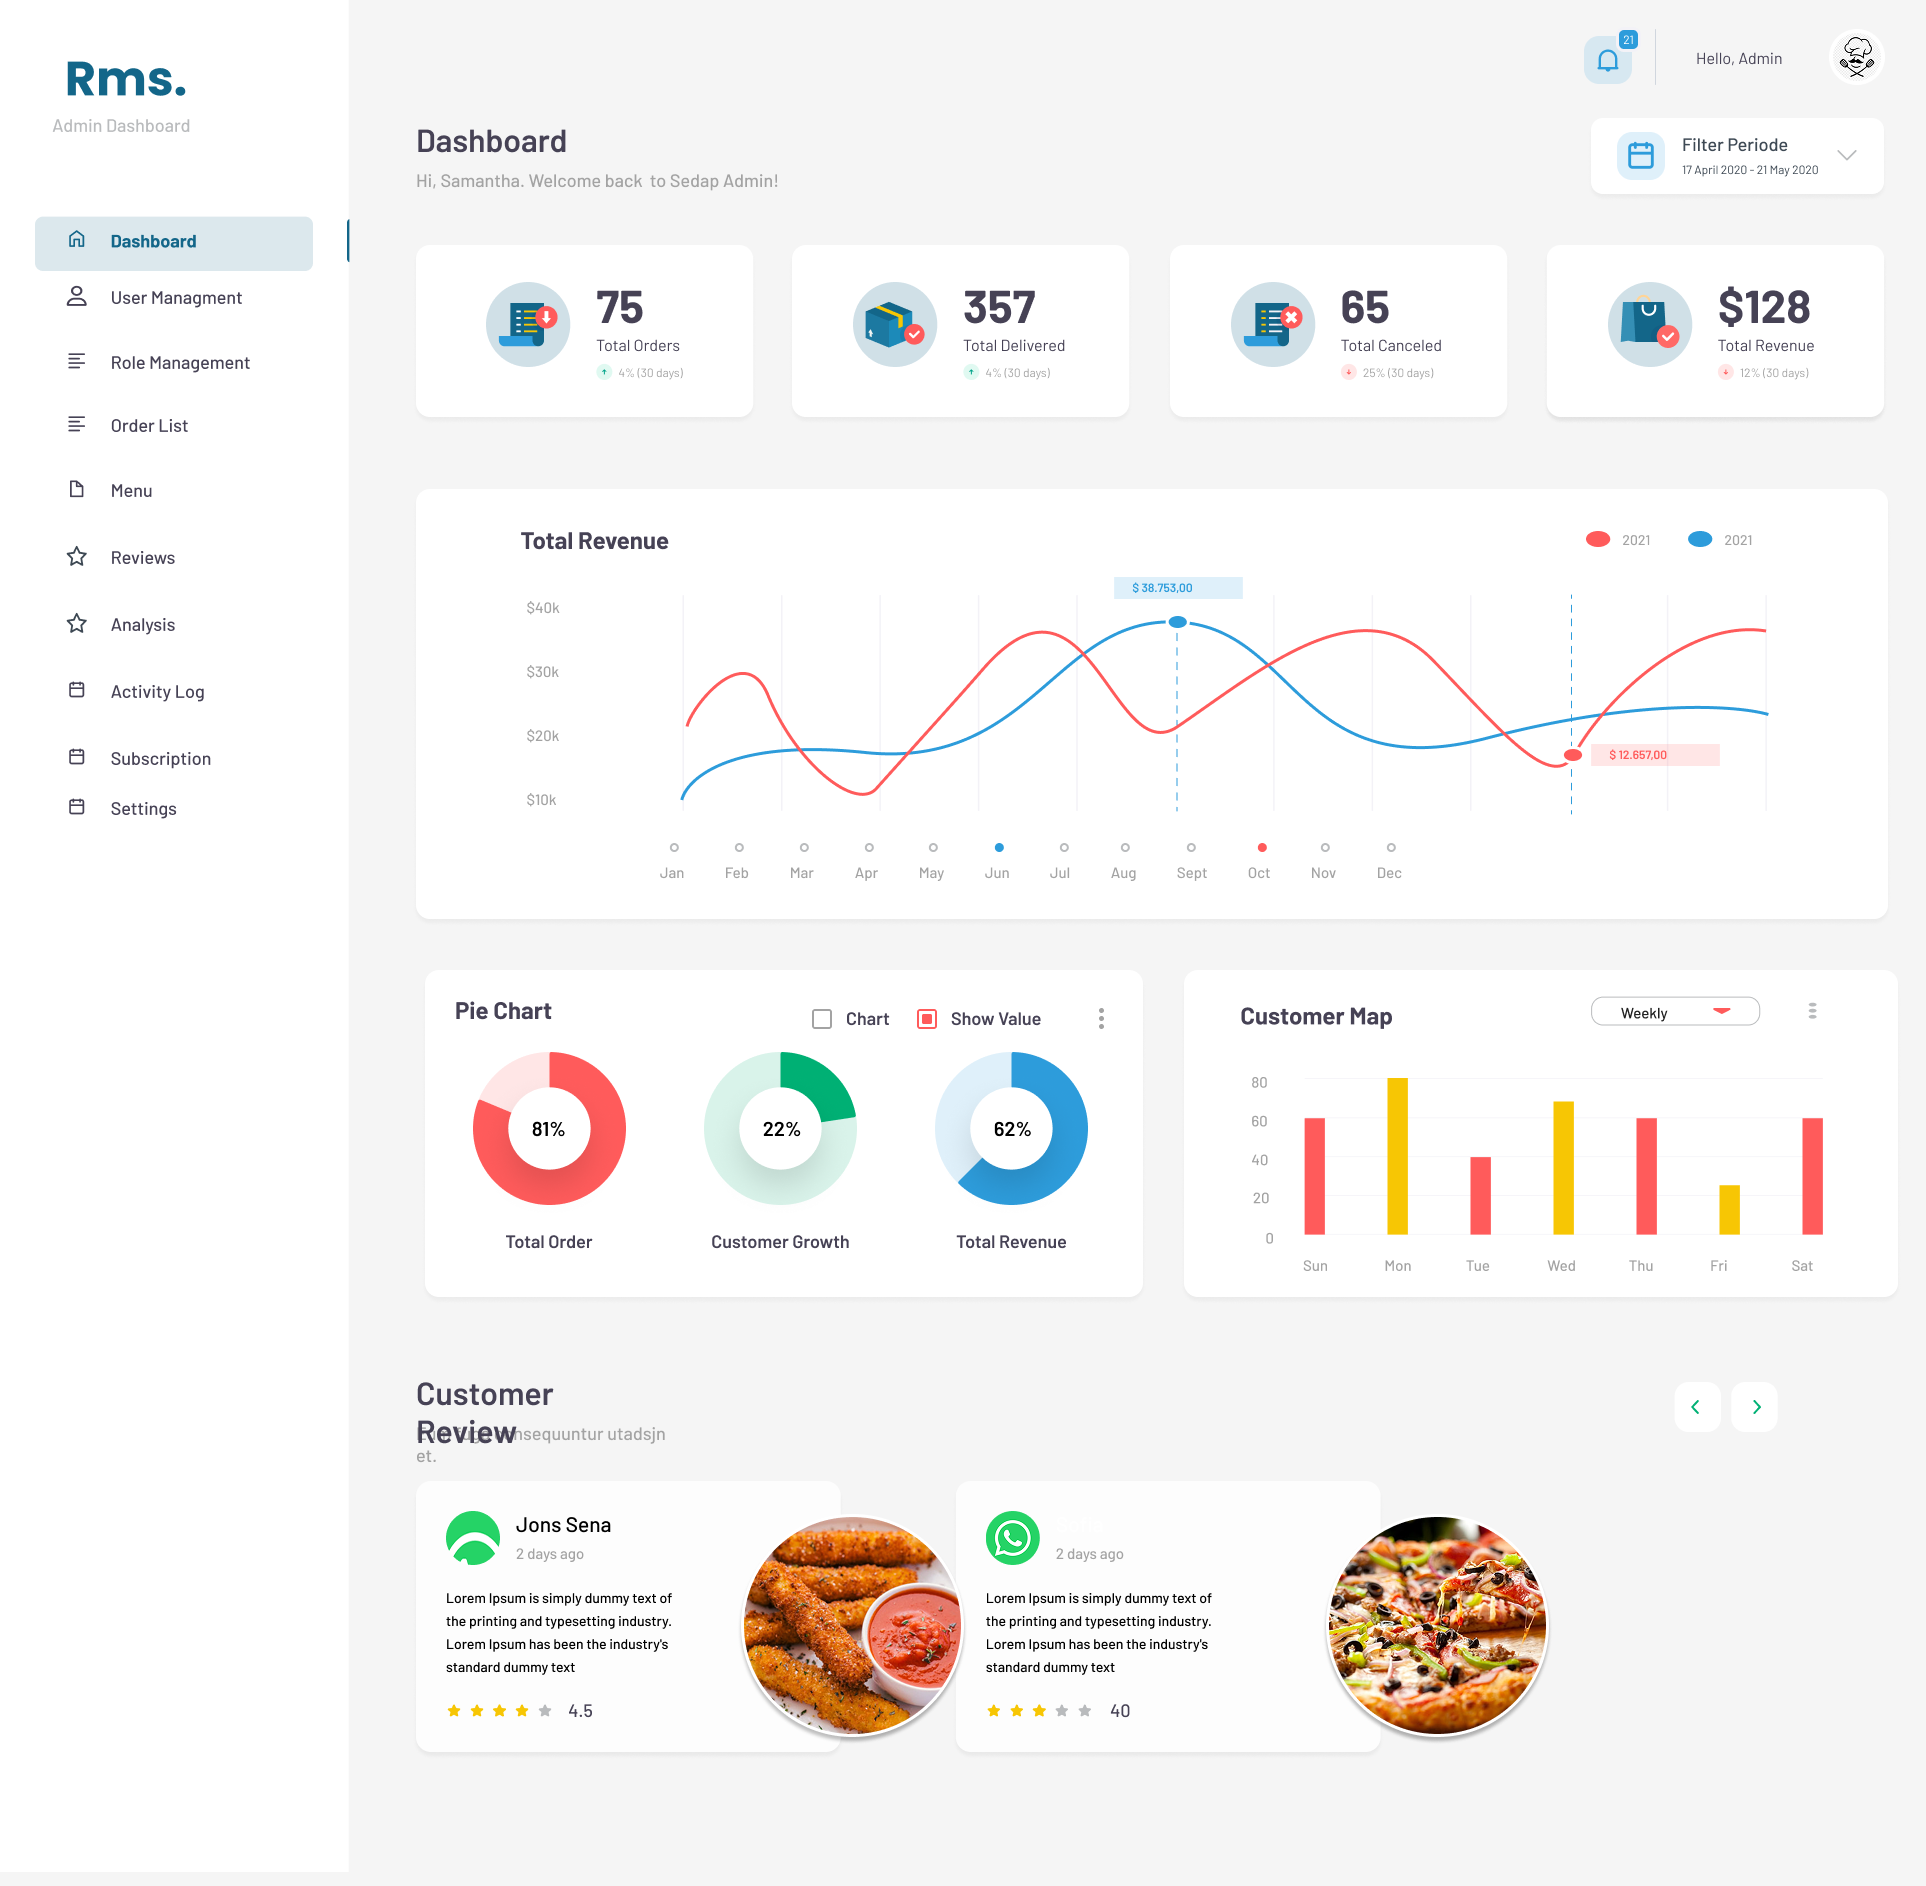 Rms.
Admin Dashboard
Dashboard
User Managment
Role Management
Order List
Menu
Reviews
Analysis
Activity Log
Subscription
Settings
21
Hello, Admin
Dashboard
Hi, Samantha. Welcome back to Sedap Admin!
Filter Periode
17 April 2020 - 21 May 2020
75
Total Orders
4% (30 days)
357
Total Delivered
4% (30 days)
65
Total Canceled
25% (30 days)
$128
Total Revenue
12% (30 days)
Total Revenue
2021
2021
$ 38.753,00
$40k
$30k
$20k
$10k
$ 12.657,00
Jan Feb Mar Apr May Jun Jul Aug Sept Oct Nov Dec
Pie Chart
Chart
Show Value
81%
22%
62%
Total Order
Customer Growth
Total Revenue
Customer Map
Weekly
80
60
40
20
0
Sun Mon Tue Wed Thu Fri Sat
Customer
Review
consequuntur utadsjn
et.
Jons Sena
2 days ago
Lorem Ipsum is simply dummy text of
the printing and typesetting industry.
Lorem Ipsum has been the industry's
standard dummy text
4.5
2 days ago
Lorem Ipsum is simply dummy text of
the printing and typesetting industry.
Lorem Ipsum has been the industry's
standard dummy text
40